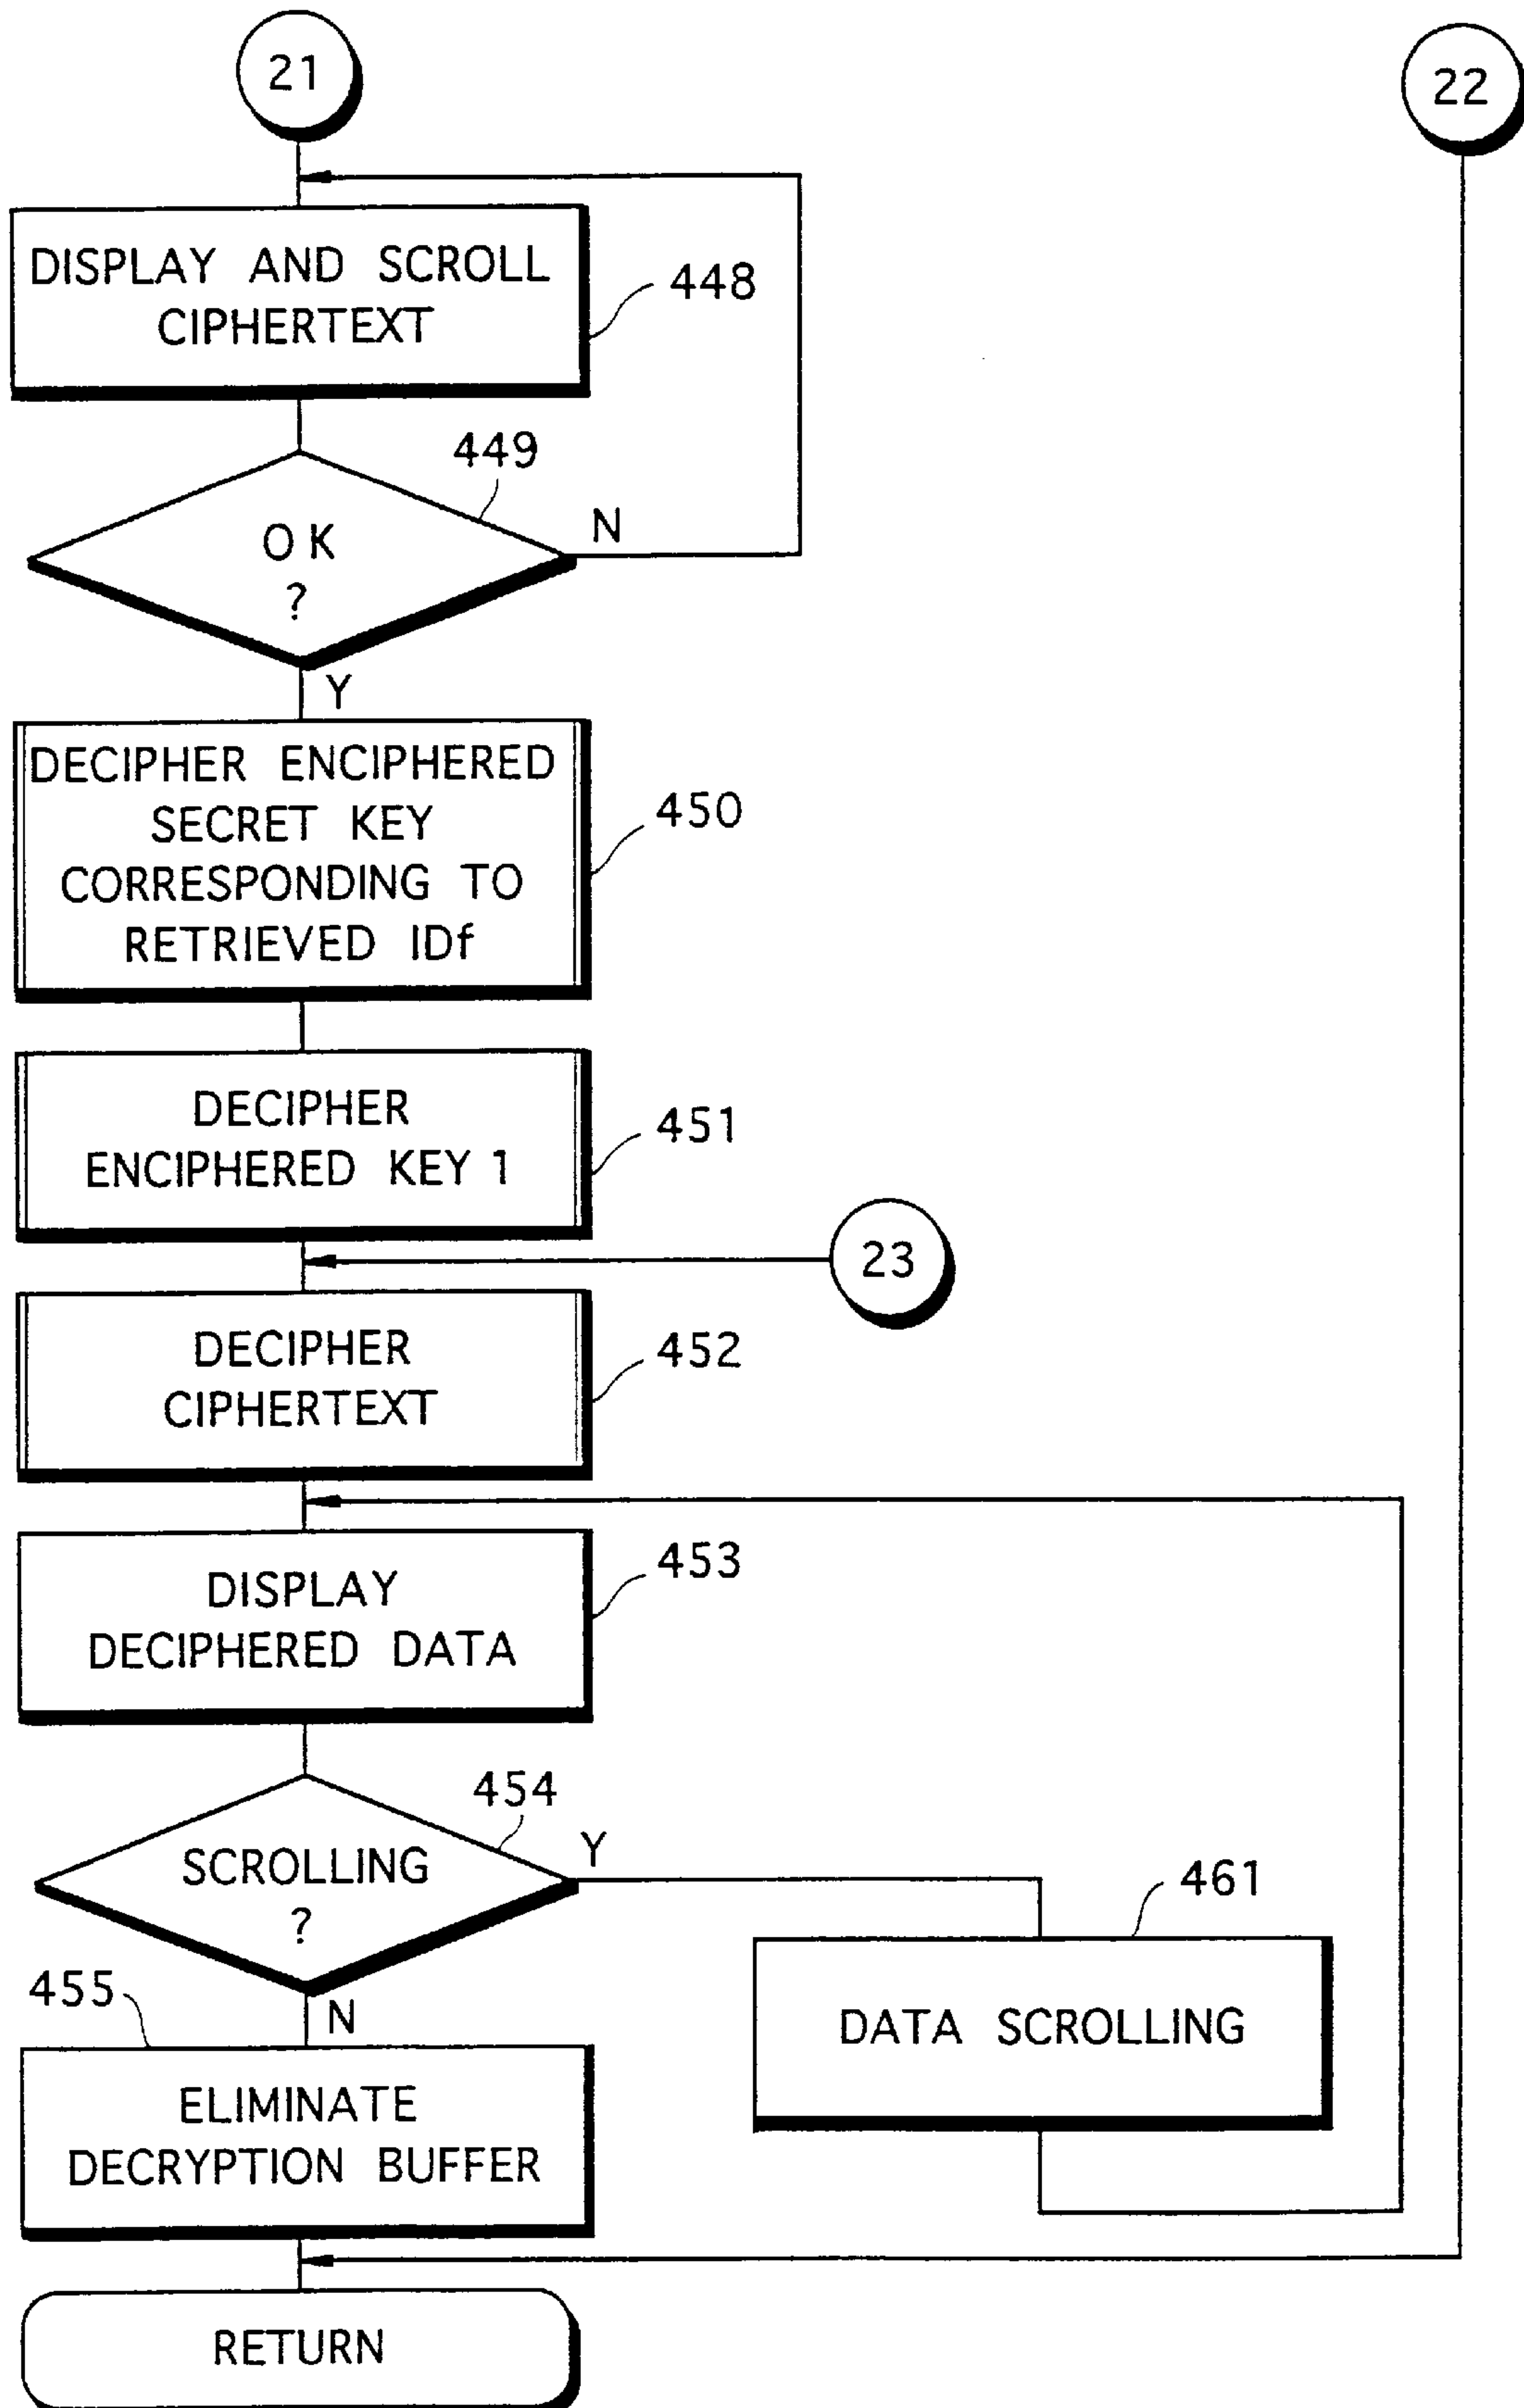 21
22
DISPLAY AND SCROLL
CIPHERTEXT
448
449
OK
?
N
Y
DECIPHER ENCIPHERED
SECRET KEY
CORRESPONDING TO
RETRIEVED IDf
450
DECIPHER
ENCIPHERED KEY 1
451
23
DECIPHER
CIPHERTEXT
452
DISPLAY
DECIPHERED DATA
453
454
SCROLLING
?
Y
461
DATA SCROLLING
N
455
ELIMINATE
DECRYPTION BUFFER
RETURN